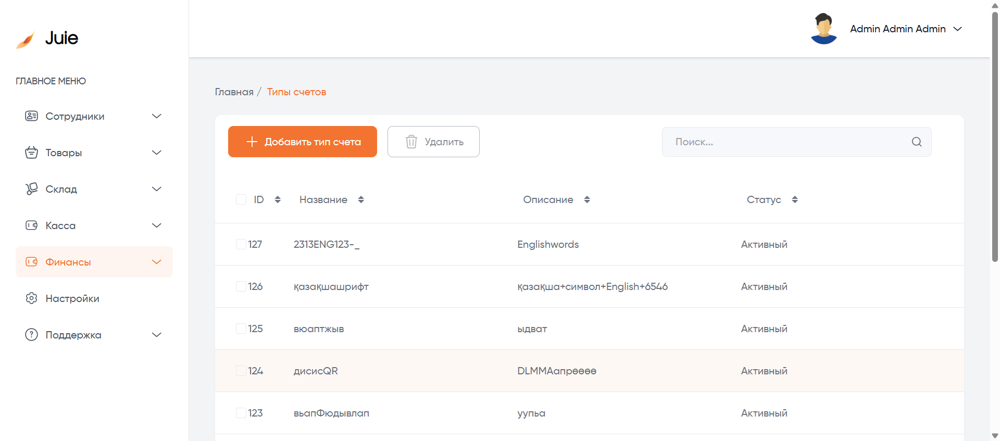 Juie
Admin Admin Admin
ГЛАВНОЕ МЕНЮ
Сотрудники
Товары
Склад
Касса
Финансы
Настройки
Поддержка
Главная / Типы счетов
Добавить тип счета
Удалить
Поиск...
ID Название Описание Статус
127 2313ENG123-_ Englishwords Активный
126 қазақшашрифт қазақша+символ+English+6546 Активный
125 вюаптжыв ыдват Активный
124 дисисQR DLMMAапрөөөө Активный
123 вьапФюдывлап уупьа Активный